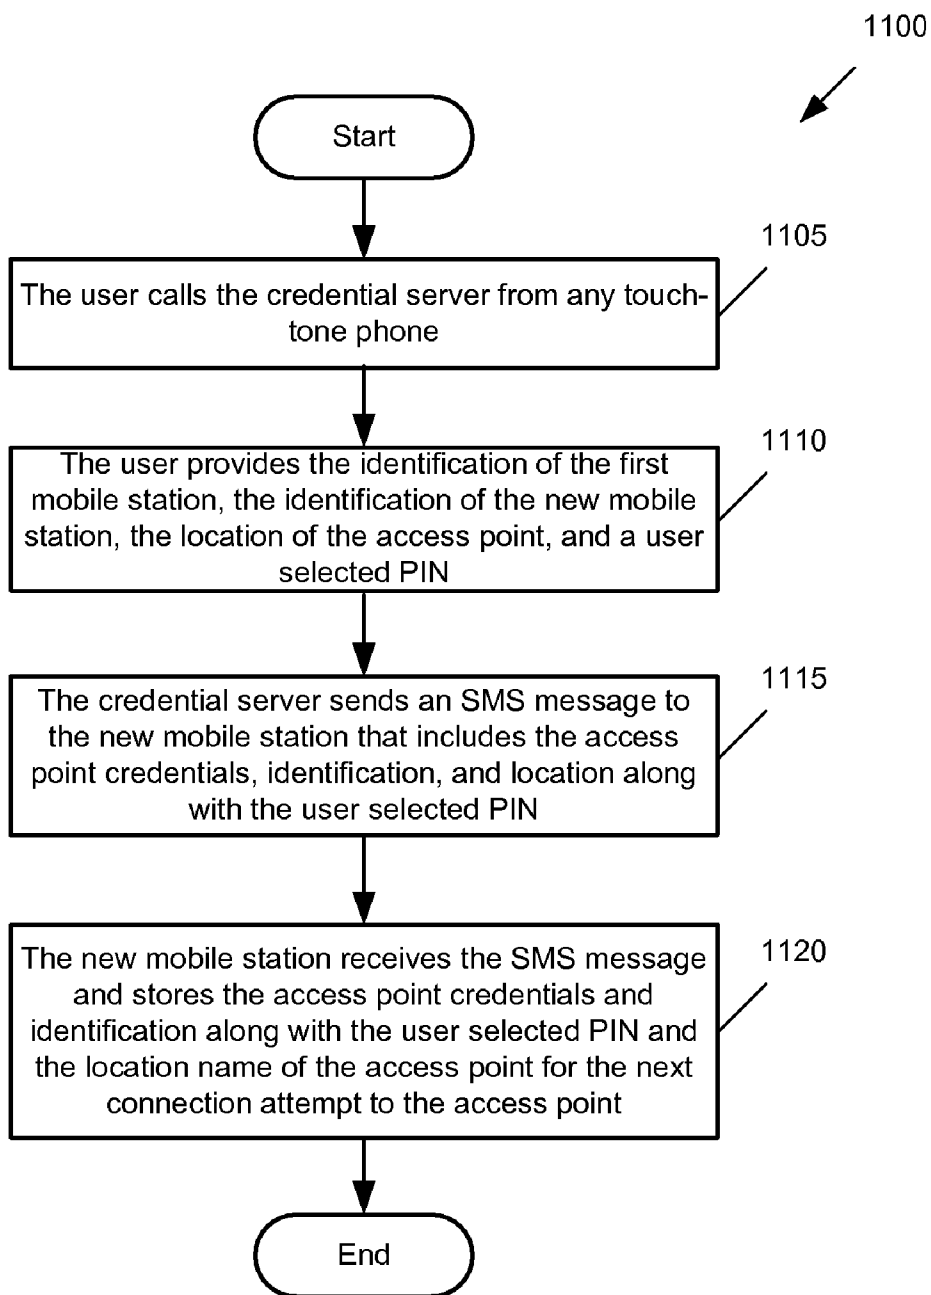 1100
Start
1105
The user calls the credential server from any touch-
tone phone
1110
The user provides the identification of the first
mobile station, the identification of the new mobile
station, the location of the access point, and a user
selected PIN
1115
The credential server sends an SMS message to
the new mobile station that includes the access
point credentials, identification, and location along
with the user selected PIN
1120
The new mobile station receives the SMS message
and stores the access point credentials and
identification along with the user selected PIN and
the location name of the access point for the next
connection attempt to the access point
End